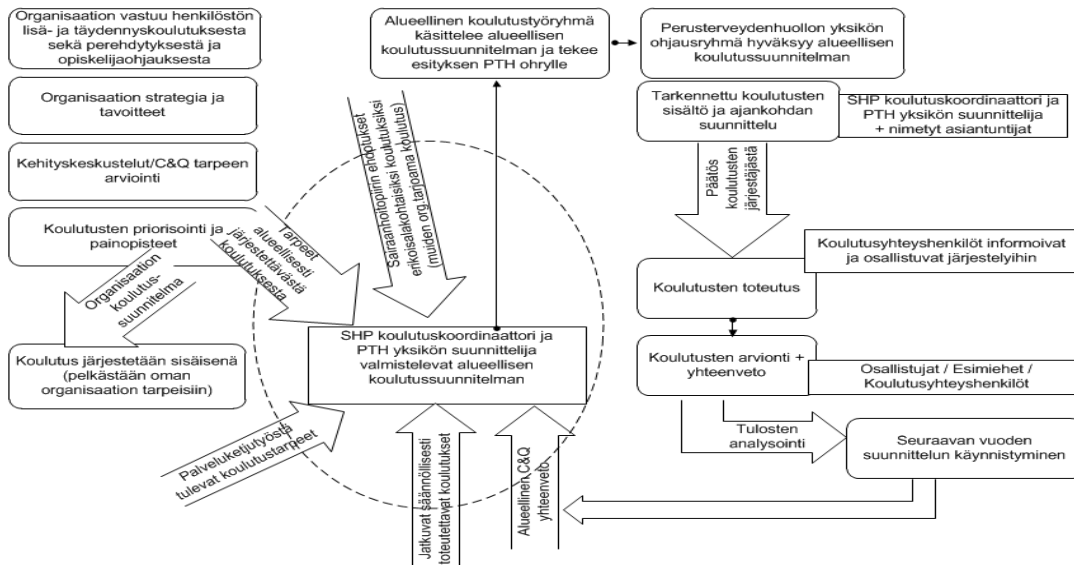 Organisaation vastuu henkilöstön
lisä- ja täydennyskoulutuksesta
sekä perehdytyksestä ja
opiskelijaohjauksesta
Organisaation strategia ja
tavoitteet
Kehityskeskustelut/C&Q tarpeen
arviointi
Koulutusten priorisointi ja
painopisteet
Organisaation
koulutus-
suunnitelma
Koulutus järjestetään sisäisenä
(pelkästään oman
organisaation tarpeisiin)
Tarpeet
alueellisesti
järjestettävästä
koulutuksesta
Sairaanhoitopiirin ehdotukset
erikoisalakohtaisiksi koulutuksiksi
(muiden org.tarjoama koulutus)
Alueellinen koulutustyöryhmä
käsittelee alueellisen
koulutussuunnitelman ja tekee
esityksen PTH ohrylle
Perusterveydenhuollon yksikön
ohjausryhmä hyväksyy alueellisen
koulutussuunnitelman
Tarkennettu koulutusten
sisältö ja ajankohdan
suunnittelu
SHP koulutuskoordinaattori ja
PTH yksikön suunnittelija
+ nimetyt asiantuntijat
Päätös
koulutusten
järjestäjästä
Koulutusyhteyshenkilöt informoivat
ja osallistuvat järjestelyihin
Koulutusten toteutus
SHP koulutuskoordinaattori ja
PTH yksikön suunnittelija
valmistelevat alueellisen
koulutussuunnitelman
Koulutusten arvionti +
yhteenveto
Osallistujat / Esimiehet /
Koulutusyhteyshenkilöt
Tulosten
analysointi
Seuraavan vuoden
suunnittelun käynnistyminen
Palveluketjutyöstä
tulevat koulutustarpeet
Jatkuvat säännöllisesti
toteutettavat koulutukset
Alueellinen C&Q
yhteenveto